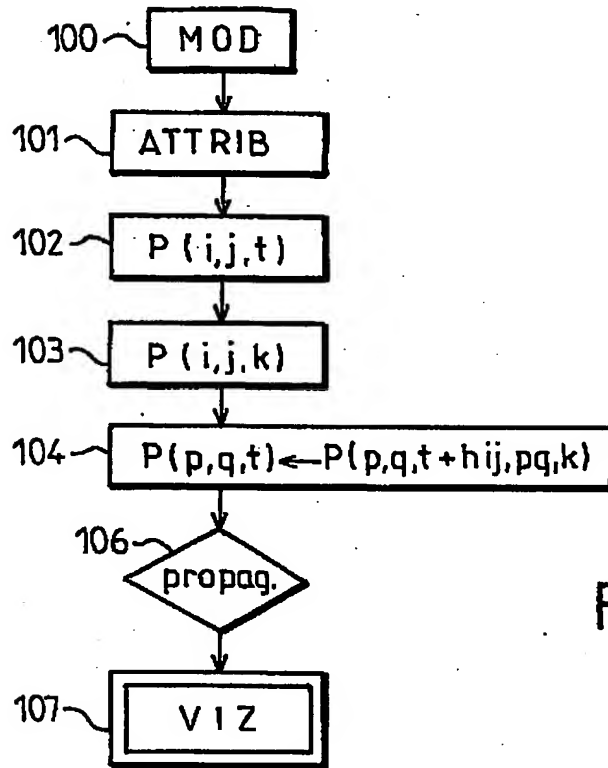 100 MOD
101 ATTRIB
102 P(i,j,t)
103 P(i,j,k)
104 P(p,q,t)←P(p,q,t+hij,pq,k)
106 propag.
107 VIZ